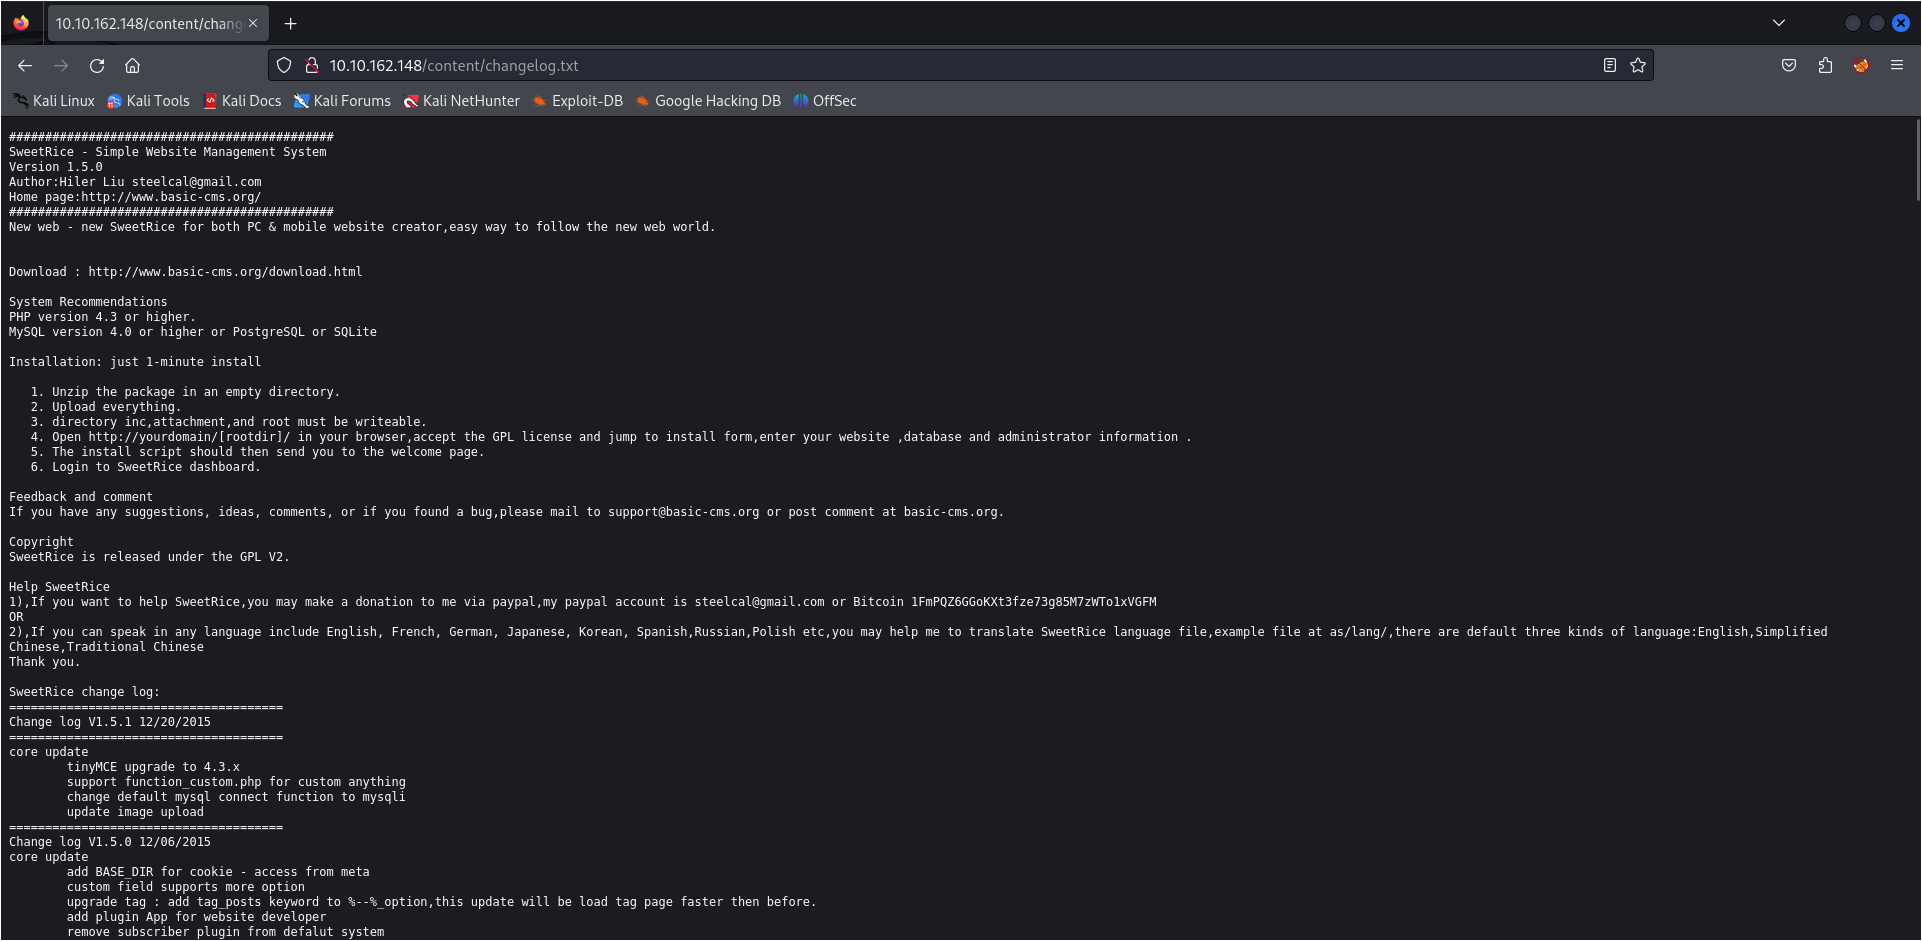 10.10.162.148/content/chang
10.10.162.148/content/changelog.txt
Kali Linux Kali Tools Kali Docs Kali Forums Kali NetHunter Exploit-DB Google Hacking DB OffSec
#############################################
SweetRice - Simple Website Management System
Version 1.5.0
Author:Hiler Liu steelcal@gmail.com
Home page:http://www.basic-cms.org/
#############################################
New web - new SweetRice for both PC & mobile website creator,easy way to follow the new web world.
Download : http://www.basic-cms.org/download.html
System Recommendations
PHP version 4.3 or higher.
MySQL version 4.0 or higher or PostgreSQL or SQLite
Installation: just 1-minute install
1. Unzip the package in an empty directory.
2. Upload everything.
3. directory inc,attachment,and root must be writeable.
4. Open http://yourdomain/[rootdir]/ in your browser,accept the GPL license and jump to install form,enter your website ,database and administrator information .
5. The install script should then send you to the welcome page.
6. Login to SweetRice dashboard.
Feedback and comment
If you have any suggestions, ideas, comments, or if you found a bug,please mail to support@basic-cms.org or post comment at basic-cms.org.
Copyright
SweetRice is released under the GPL V2.
Help SweetRice
1),If you want to help SweetRice,you may make a donation to me via paypal,my paypal account is steelcal@gmail.com or Bitcoin 1FmPQZ6GGoKXt3fze73g85M7zWTo1xVGFM
OR
2),If you can speak in any language include English, French, German, Japanese, Korean, Spanish,Russian,Polish etc,you may help me to translate SweetRice language file,example file at as/lang/,there are default three kinds of language:English,Simplified
Chinese,Traditional Chinese
Thank you.
SweetRice change log:
======================================
Change log V1.5.1 12/20/2015
======================================
core update
tinyMCE upgrade to 4.3.x
support function_custom.php for custom anything
change default mysql connect function to mysqli
update image upload
======================================
Change log V1.5.0 12/06/2015
core update
add BASE_DIR for cookie - access from meta
custom field supports more option
upgrade tag : add tag_posts keyword to %--%_option,this update will be load tag page faster then before.
add plugin App for website developer
remove subscriber plugin from defalut system